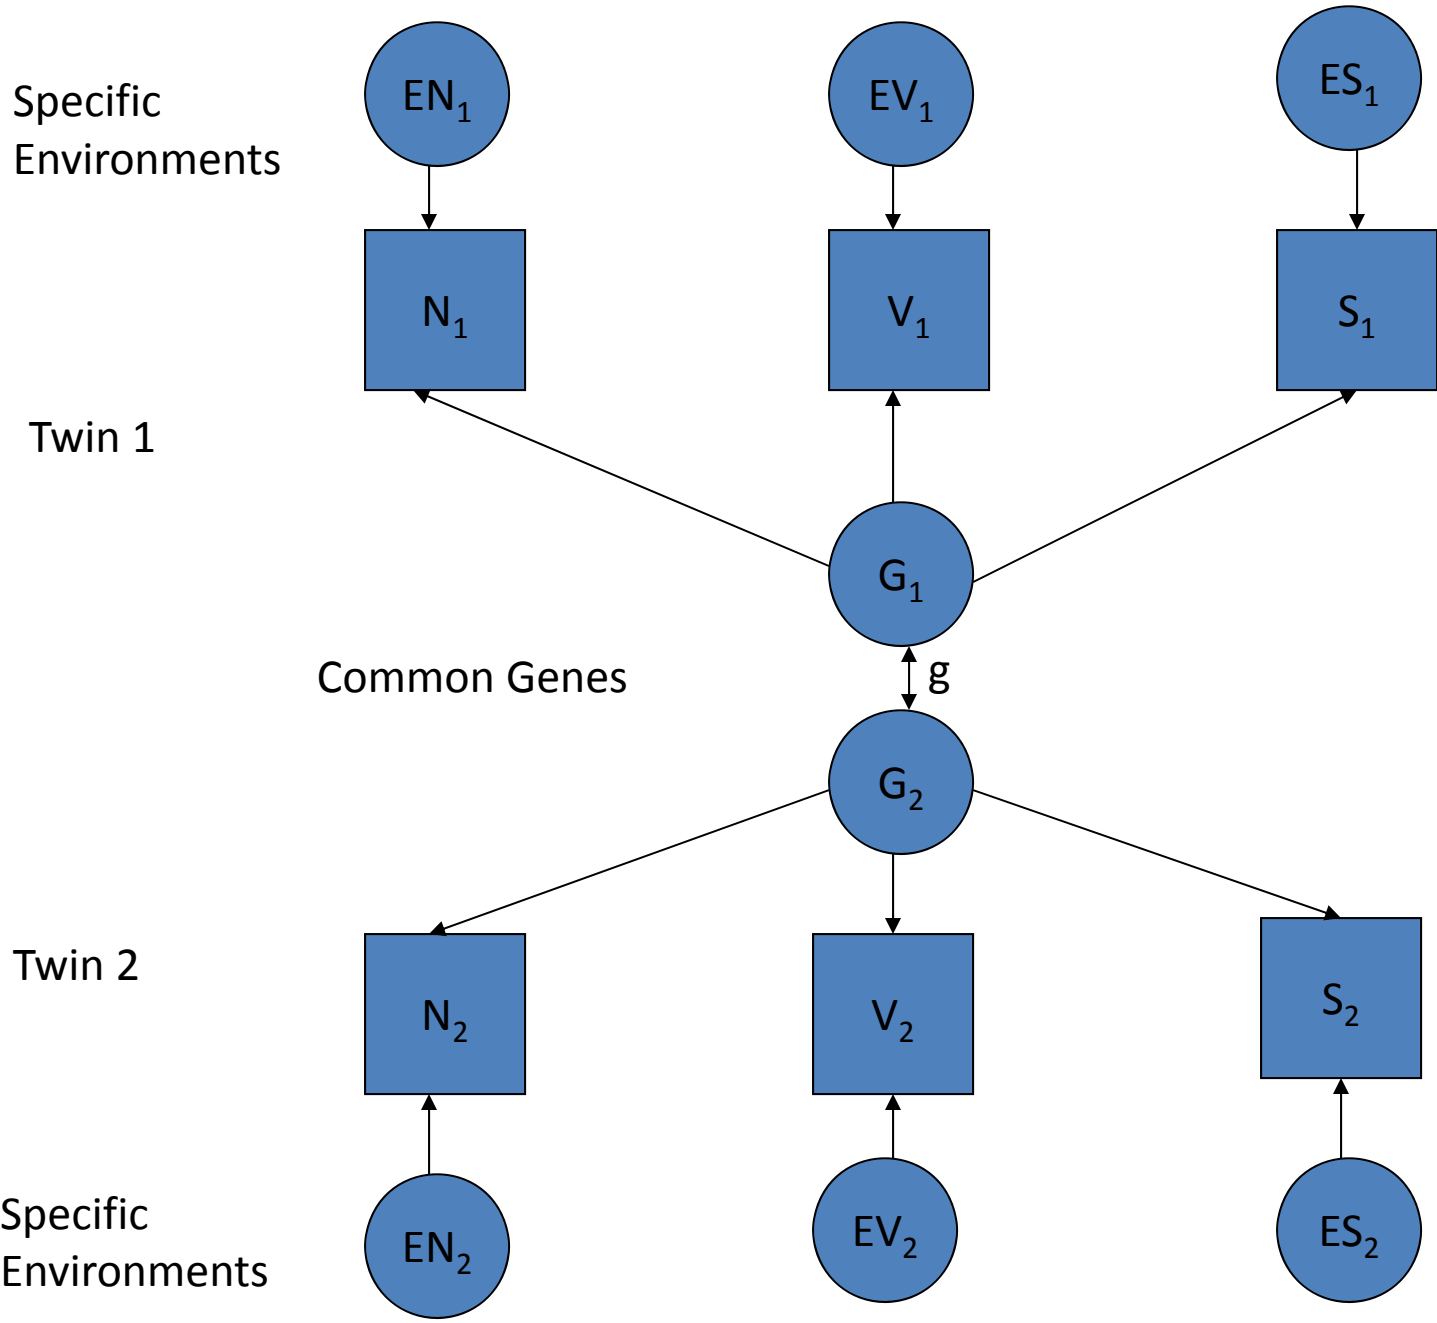 EN₁
EV₁
ES₁
Specific
Environments
N₁
V₁
S₁
Twin 1
G₁
Common Genes
g
G₂
Twin 2
N₂
V₂
S₂
Specific
Environments
EN₂
EV₂
ES₂